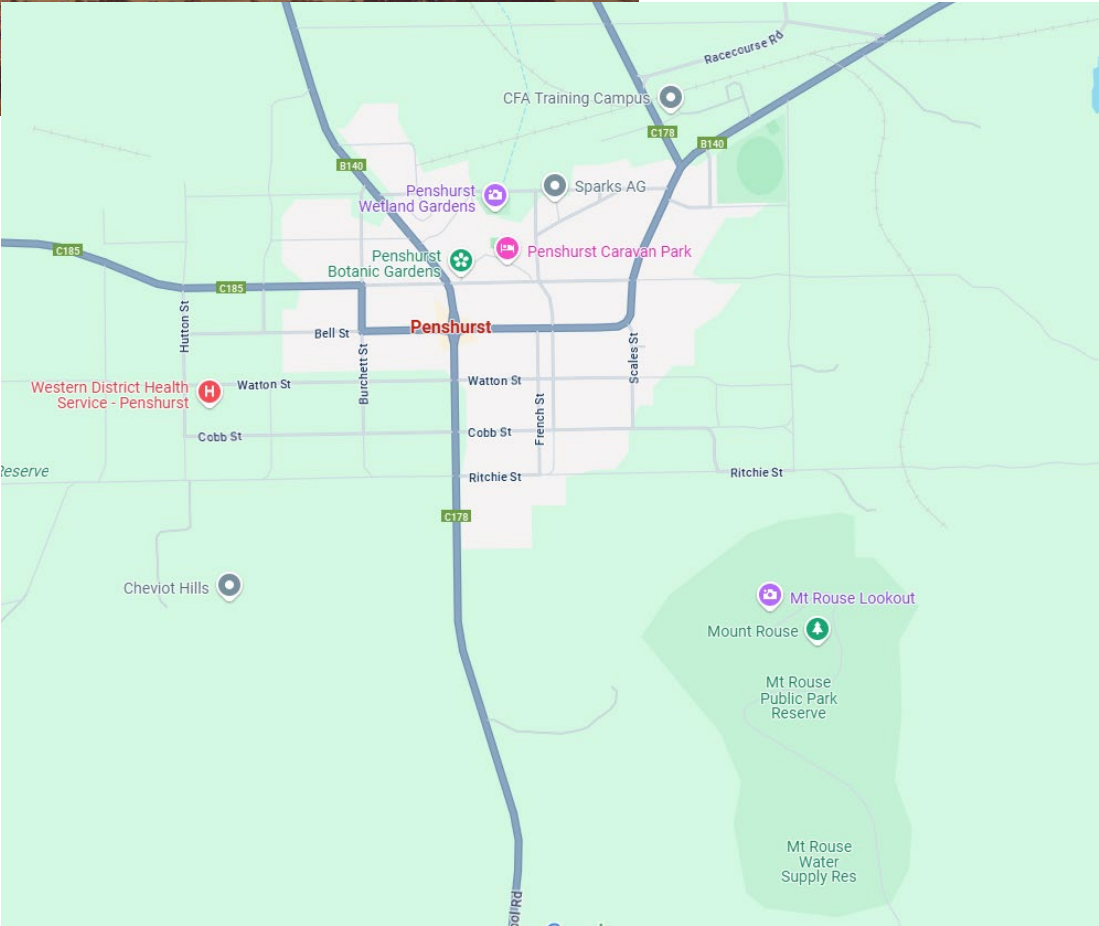 Racecourse Rd
CFA Training Campus
C178
B140
B140
Penshurst
Wetland Gardens
Sparks AG
C185
Penshurst
Botanic Gardens
Penshurst Caravan Park
C185
Hutton St
Bell St
Penshurst
Burchett St
Scales St
Western District Health
Service - Penshurst
H
Watton St
Watton St
French St
Cobb St
Cobb St
Reserve
Ritchie St
Ritchie St
C178
Cheviot Hills
Mt Rouse Lookout
Mount Rouse
Mt Rouse
Public Park
Reserve
Mt Rouse
Water
Supply Res
ool Rd